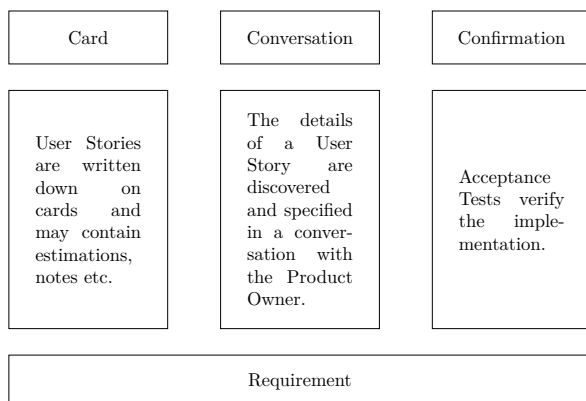 Card
Conversation
Confirmation
User Stories
are written
down on
cards and
may contain
estimations,
notes etc.
The details
of a User
Story are
discovered
and specified
in a conver-
sation with
the Product
Owner.
Acceptance
Tests verify
the imple-
mentation.
Requirement